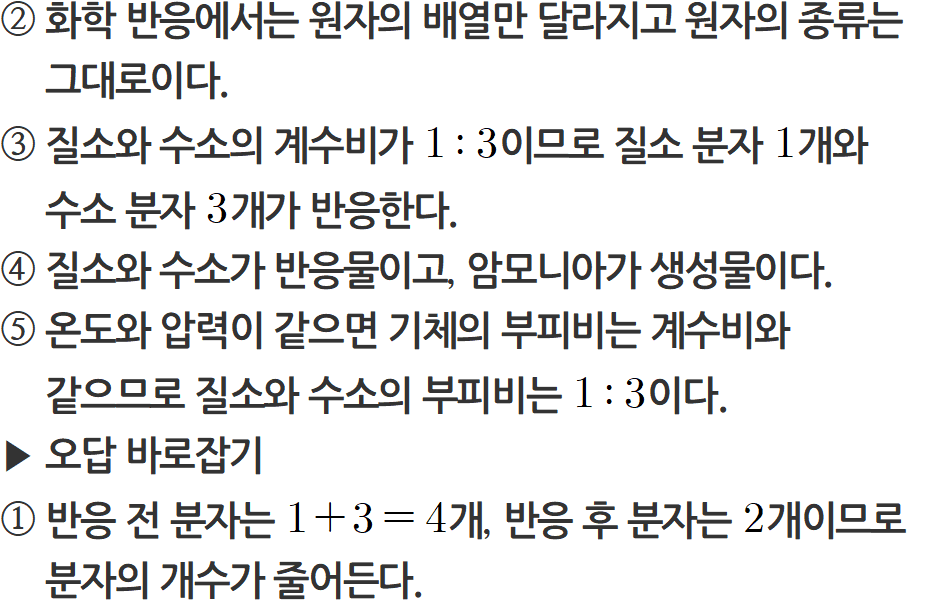 ② 화학 반응에서는 원자의 배열만 달라지고 원자의 종류는
그대로이다.
③ 질소와 수소의 계수비가 1 : 3이므로 질소 분자 1개와
수소 분자 3개가 반응한다.
④ 질소와 수소가 반응물이고, 암모니아가 생성물이다.
⑤ 온도와 압력이 같으면 기체의 부피비는 계수비와
같으므로 질소와 수소의 부피비는 1 : 3이다.
▶ 오답 바로잡기
① 반응 전 분자는 1+3 = 4개, 반응 후 분자는 2개이므로
분자의 개수가 줄어든다.